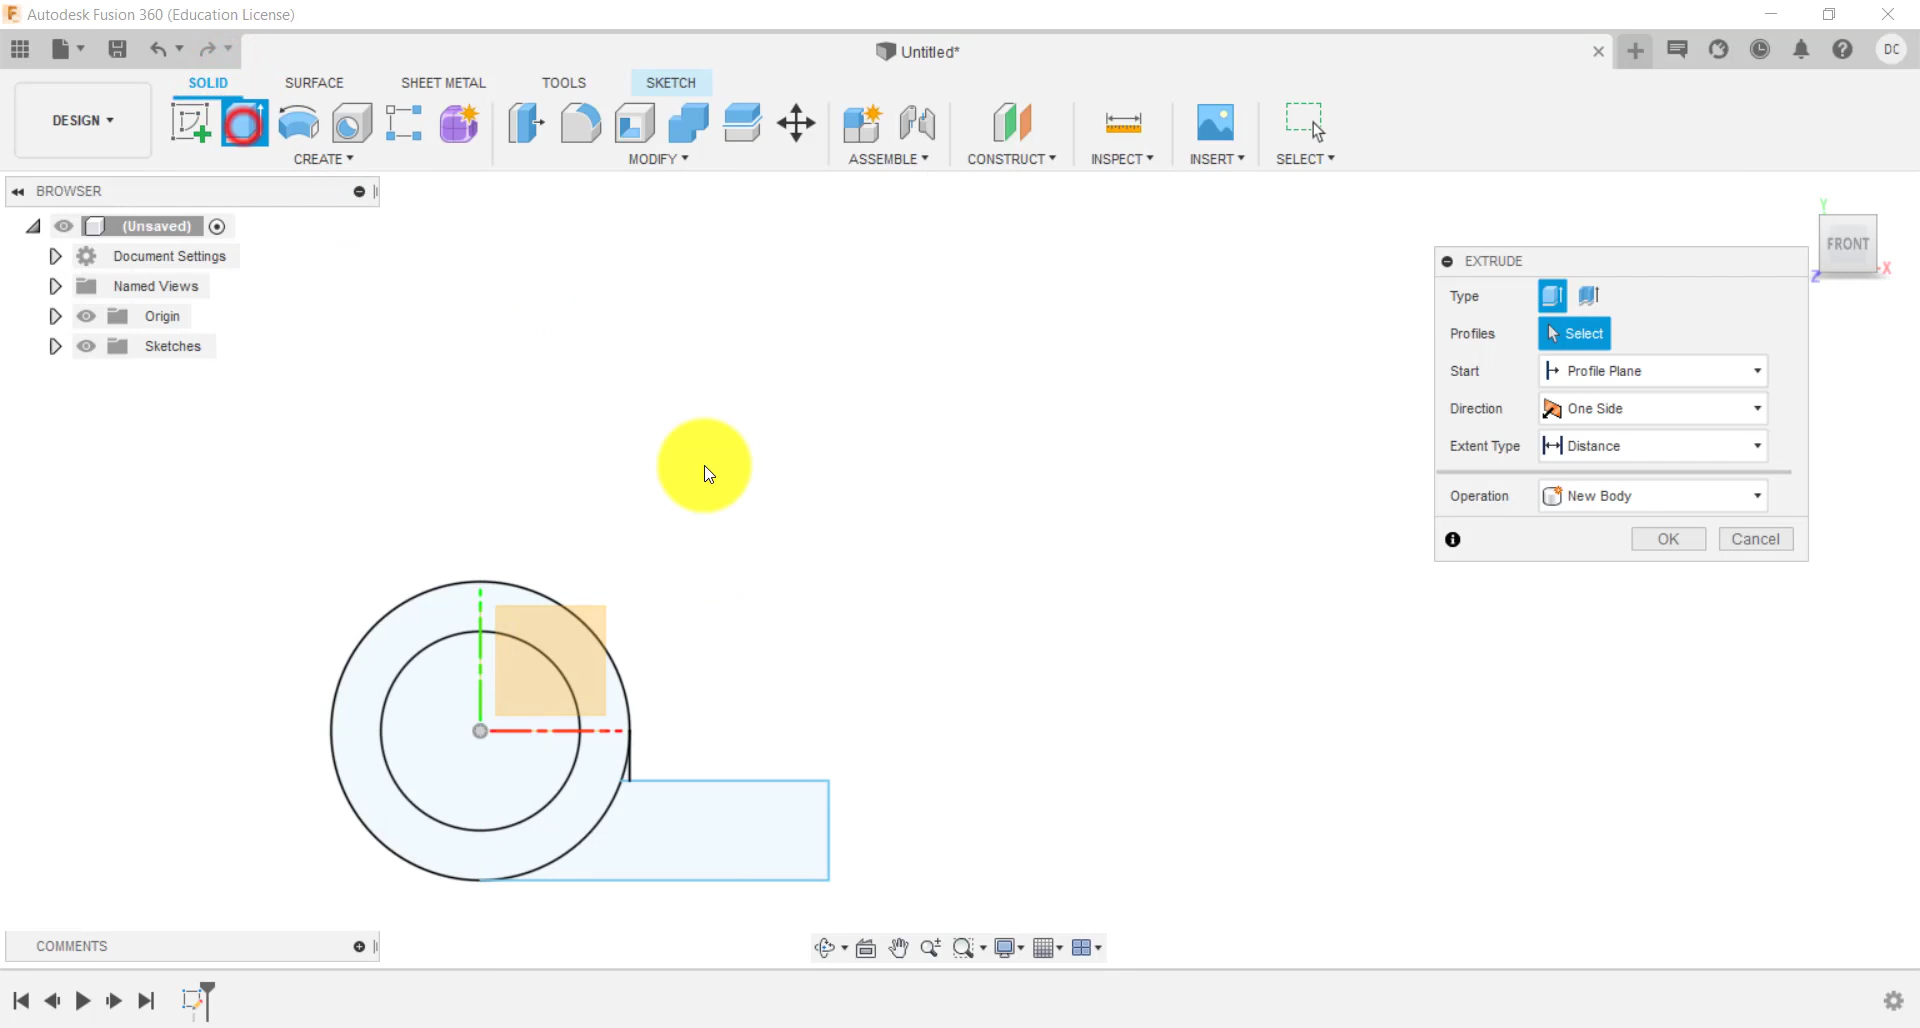 Autodesk Fusion 360 (Education License)
Untitled*
DC
DESIGN
SOLID
SURFACE
SHEET METAL
TOOLS
SKETCH
CREATE
MODIFY
ASSEMBLE
CONSTRUCT
INSPECT
INSERT
SELECT
BROWSER
(Unsaved)
Document Settings
Named Views
Origin
Sketches
Y
FRONT
X
Z
EXTRUDE
Type
Profiles Select
Start Profile Plane
Direction One Side
Extent Type Distance
Operation New Body
OK Cancel
COMMENTS